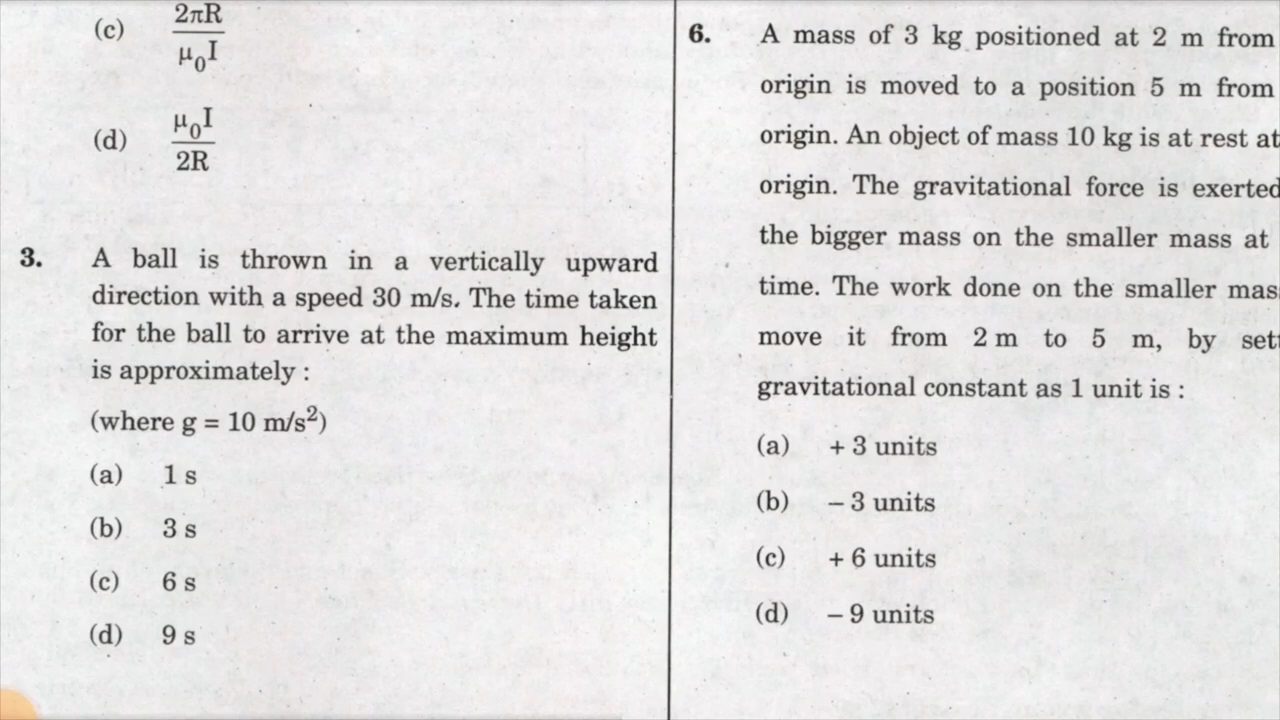 (c) 2πR
μ₀I
(d) μ₀I
2R
3. A ball is thrown in a vertically upward
direction with a speed 30 m/s. The time taken
for the ball to arrive at the maximum height
is approximately :
(where g = 10 m/s²)
(a) 1 s
(b) 3 s
(c) 6 s
(d) 9 s
6. A mass of 3 kg positioned at 2 m from
origin is moved to a position 5 m from
origin. An object of mass 10 kg is at rest at
origin. The gravitational force is exerted
the bigger mass on the smaller mass at
time. The work done on the smaller mas
move it from 2 m to 5 m, by set
gravitational constant as 1 unit is :
(a) + 3 units
(b) – 3 units
(c) + 6 units
(d) – 9 units